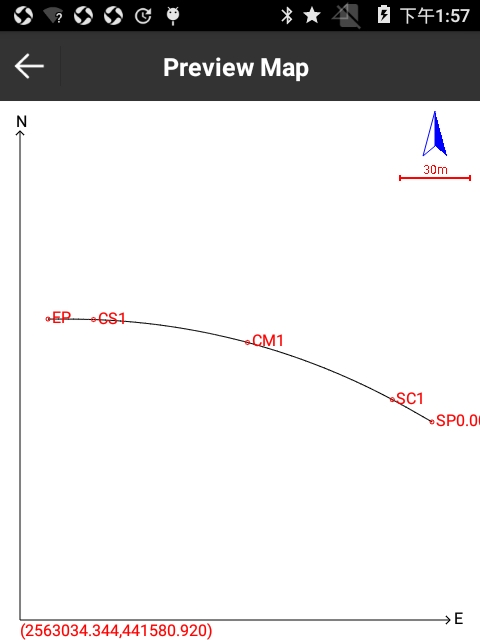 下午1:57
Preview Map
N
30m
EP
CS1
CM1
SC1
SP0.00
E
(2563034.344,441580.920)